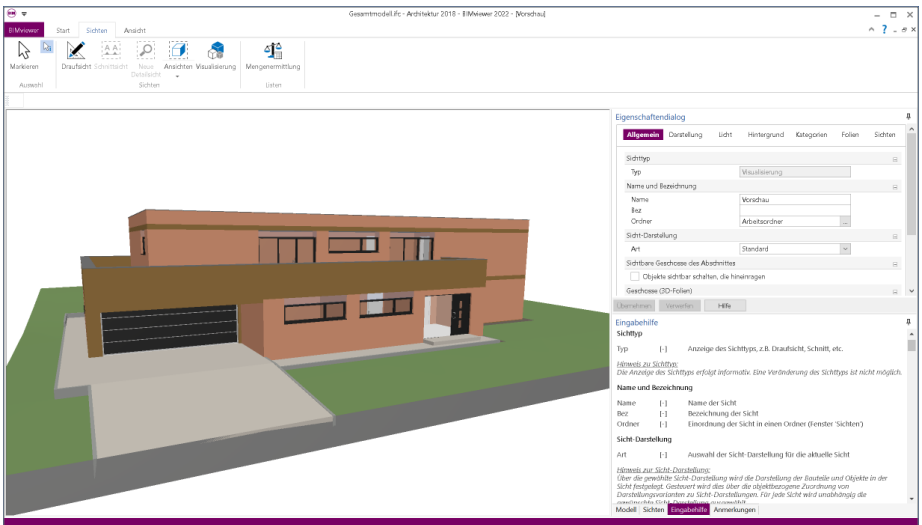 Gesamtmodell.ifc - Architektur 2018 - BIMviewer 2022 - [Vorschau]
BIMviewer Start Sichten Ansicht
Markieren Draufsicht Schnittsicht Neue Detailsicht Ansichten Visualisierung Mengenermittlung
Auswahl Sichten Listen
Eigenschaftendialog
Allgemein Darstellung Licht Hintergrund Kategorien Folien Sichten
Sichttyp
Typ Visualisierung
Name und Bezeichnung
Name Vorschau
Bez
Ordner Arbeitsordner ...
Sicht-Darstellung
Art Standard
Sichtbare Geschosse des Abschnittes
Objekte sichtbar schalten, die hineinragen
Geschosse (3D-Folien)
Übernehmen Verwerfen Hilfe
Eingabehilfe
Sichttyp
Typ [-] Anzeige des Sichttyps, z.B. Draufsicht, Schnitt, etc.
Hinweis zu Sichttyp:
Die Anzeige des Sichttyps erfolgt informativ. Eine Veränderung des Sichttyps ist nicht möglich.
Name und Bezeichnung
Name [-] Name der Sicht
Bez [-] Bezeichnung der Sicht
Ordner [-] Einordnung der Sicht in einen Ordner (Fenster 'Sichten')
Sicht-Darstellung
Art [-] Auswahl der Sicht-Darstellung für die aktuelle Sicht
Hinweis zur Sicht-Darstellung:
Über die gewählte Sicht-Darstellung wird die Darstellung der Bauteile und Objekte in der
Sicht festgelegt. Gesteuert wird dies über die objektbezogene Zuordnung von
Darstellungsvarianten zu Sicht-Darstellungen. Für jede Sicht wird unabhängig die
gewünschte Sicht-Darstellung ausgewählt.
Modell Sichten Eingabehilfe Anmerkungen